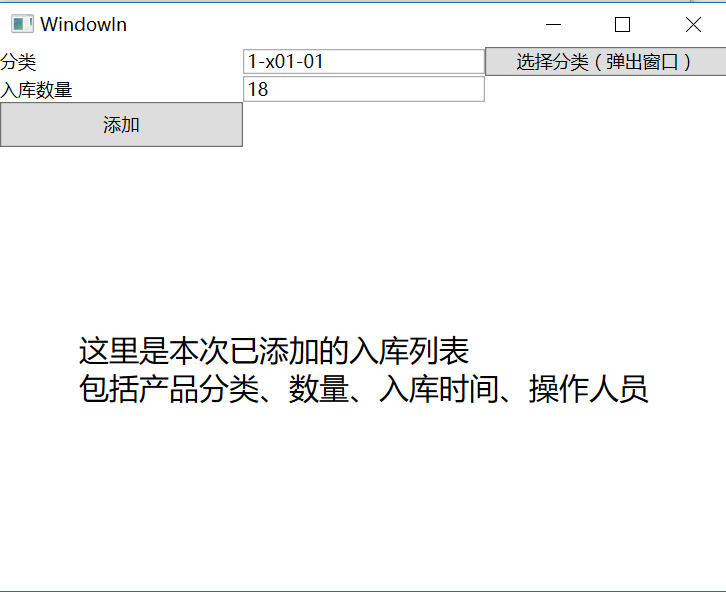 WindowIn
分类 1-x01-01 选择分类（弹出窗口）
入库数量 18
添加
这里是本次已添加的入库列表
包括产品分类、数量、入库时间、操作人员